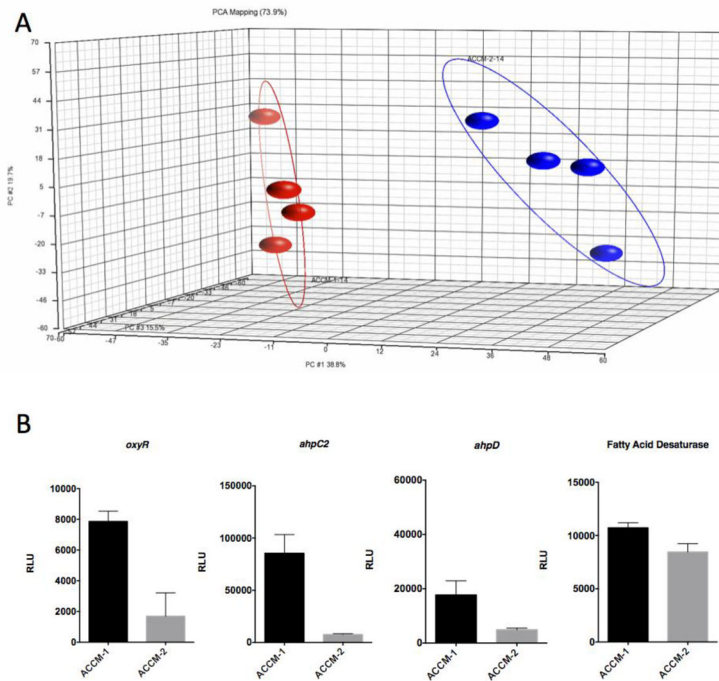 A
PCA Mapping (73.9%)
70
57
44
31
18
5
-7
-20
-33
-46
-60
PC #2 19.7%
ACCM-2-14
ACCM-1-14
PC #3 15.5%
-60
-47
-35
-23
-11
0
12
24
36
48
60
PC #1 38.8%
B
oxyR
ahpC2
ahpD
Fatty Acid Desaturase
RLU
10000
8000
6000
4000
2000
0
ACCM-1
ACCM-2
RLU
150000
100000
50000
0
ACCM-1
ACCM-2
RLU
60000
40000
20000
0
ACCM-1
ACCM-2
RLU
15000
10000
5000
0
ACCM-1
ACCM-2